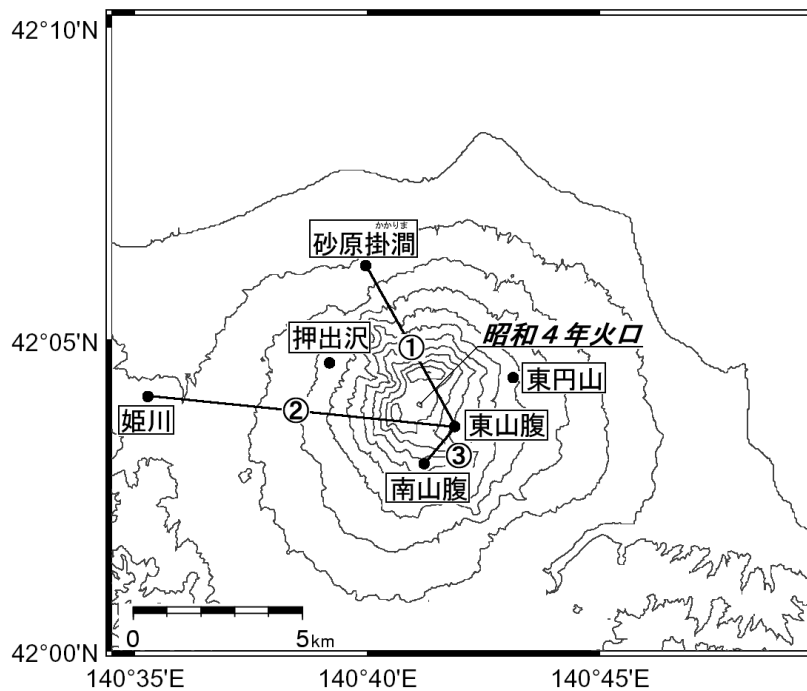 42°10'N
かかりま
砂原掛澗
昭和４年火口
①
42°05'N
押出沢
東円山
②
姫川
東山腹
③
南山腹
0
5km
42°00'N
140°35'E
140°40'E
140°45'E